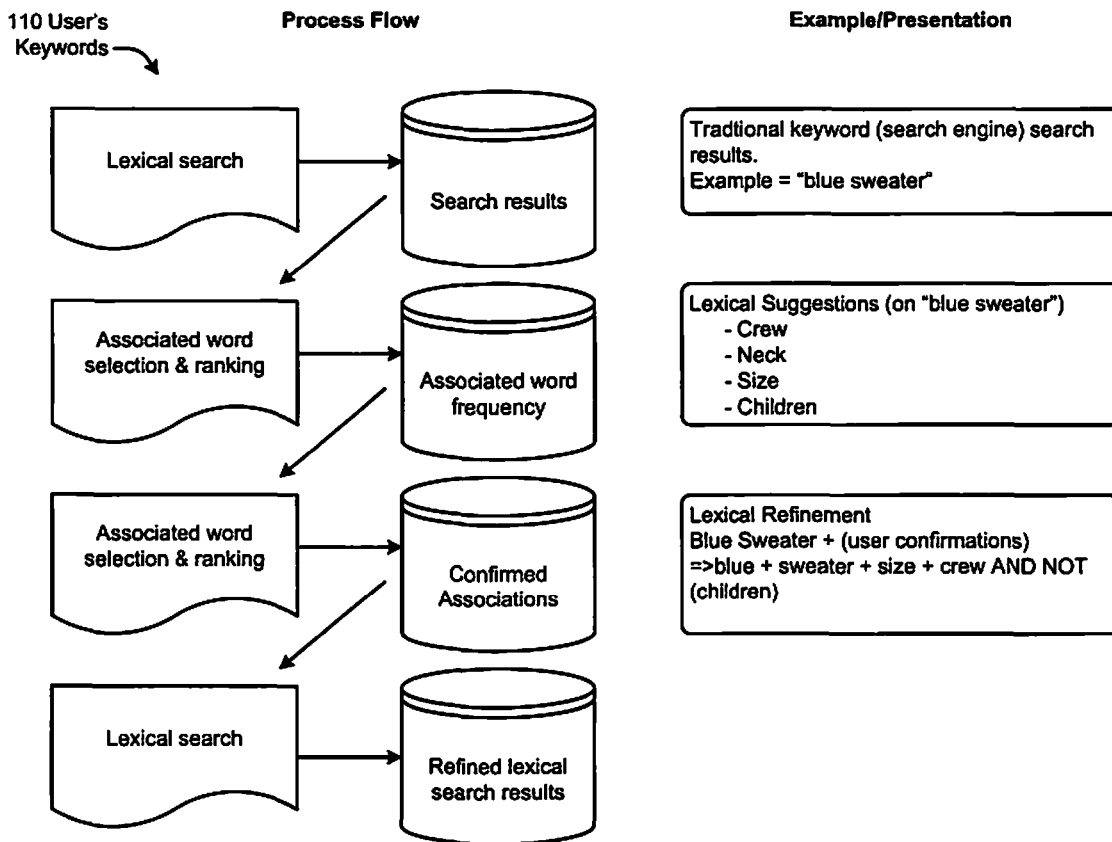 110 User's
Keywords
Process Flow
Example/Presentation
Lexical search
Search results
Tradtional keyword (search engine) search
results.
Example = "blue sweater"
Associated word
selection & ranking
Associated word
frequency
Lexical Suggestions (on "blue sweater")
- Crew
- Neck
- Size
- Children
Associated word
selection & ranking
Confirmed
Associations
Lexical Refinement
Blue Sweater + (user confirmations)
=>blue + sweater + size + crew AND NOT
(children)
Lexical search
Refined lexical
search results